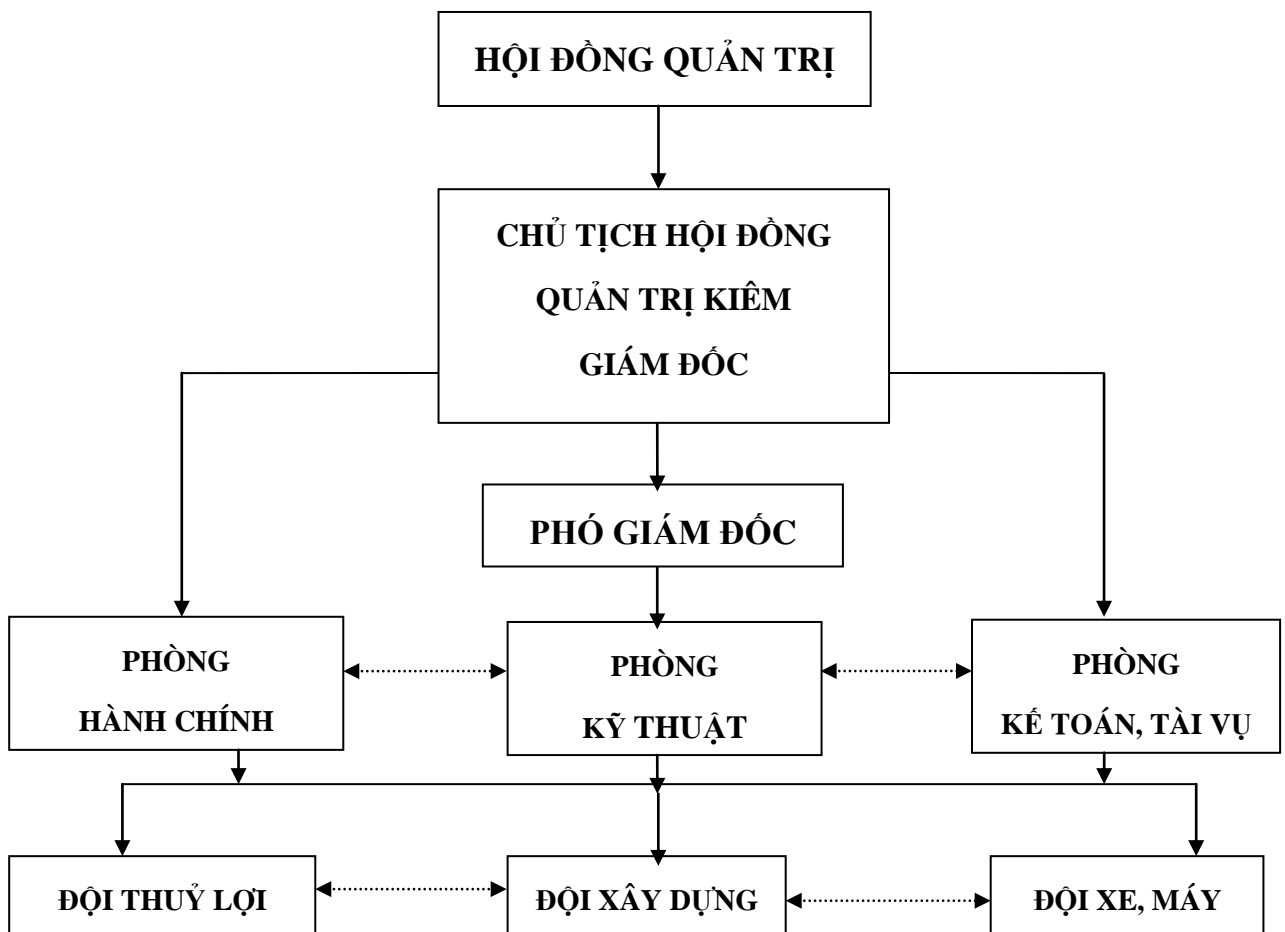 HỘI ĐỒNG QUẢN TRỊ
CHỦ TỊCH HỘI ĐỒNG
QUẢN TRỊ KIÊM
GIÁM ĐỐC
PHÓ GIÁM ĐỐC
PHÒNG
HÀNH CHÍNH
PHÒNG
KỸ THUẬT
PHÒNG
KẾ TOÁN, TÀI VỤ
ĐỘI THUỶ LỢI
ĐỘI XÂY DỰNG
ĐỘI XE, MÁY